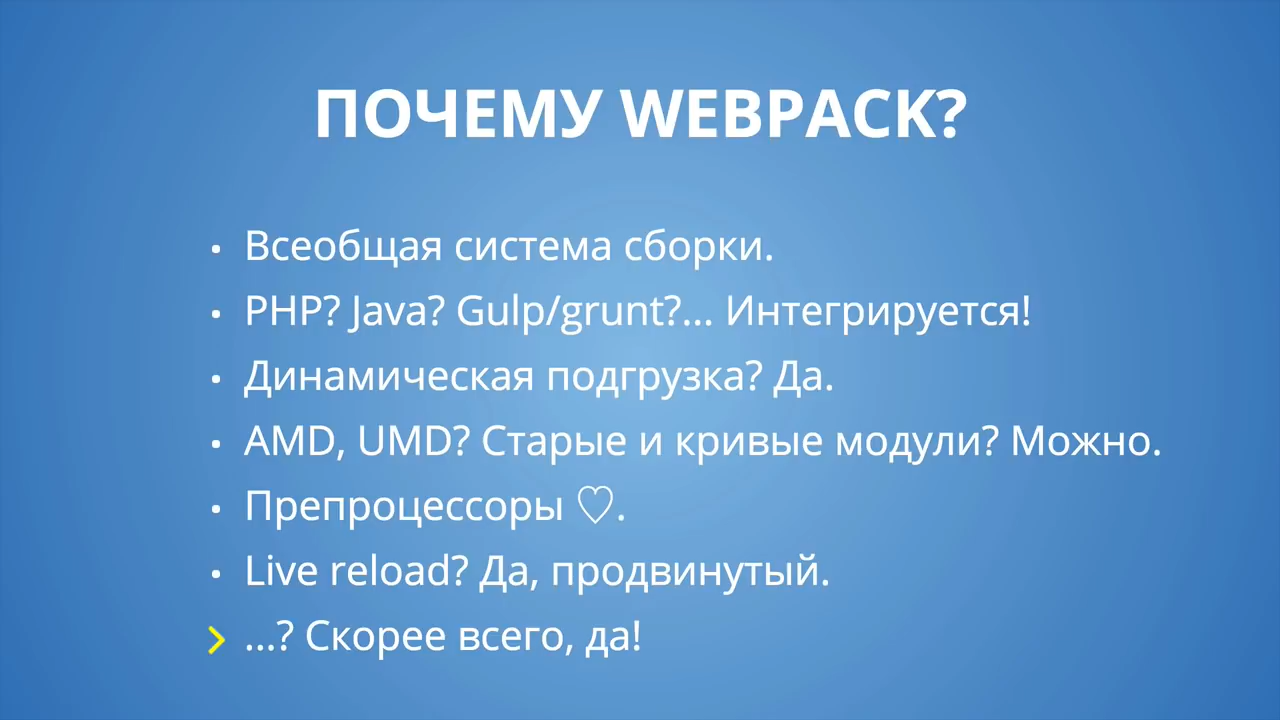 ПОЧЕМУ WEBPACK?
• Всеобщая система сборки.
• PHP? Java? Gulp/grunt?... Интегрируется!
• Динамическая подгрузка? Да.
• AMD, UMD? Старые и кривые модули? Можно.
• Препроцессоры ♡.
• Live reload? Да, продвинутый.
> ...? Скорее всего, да!